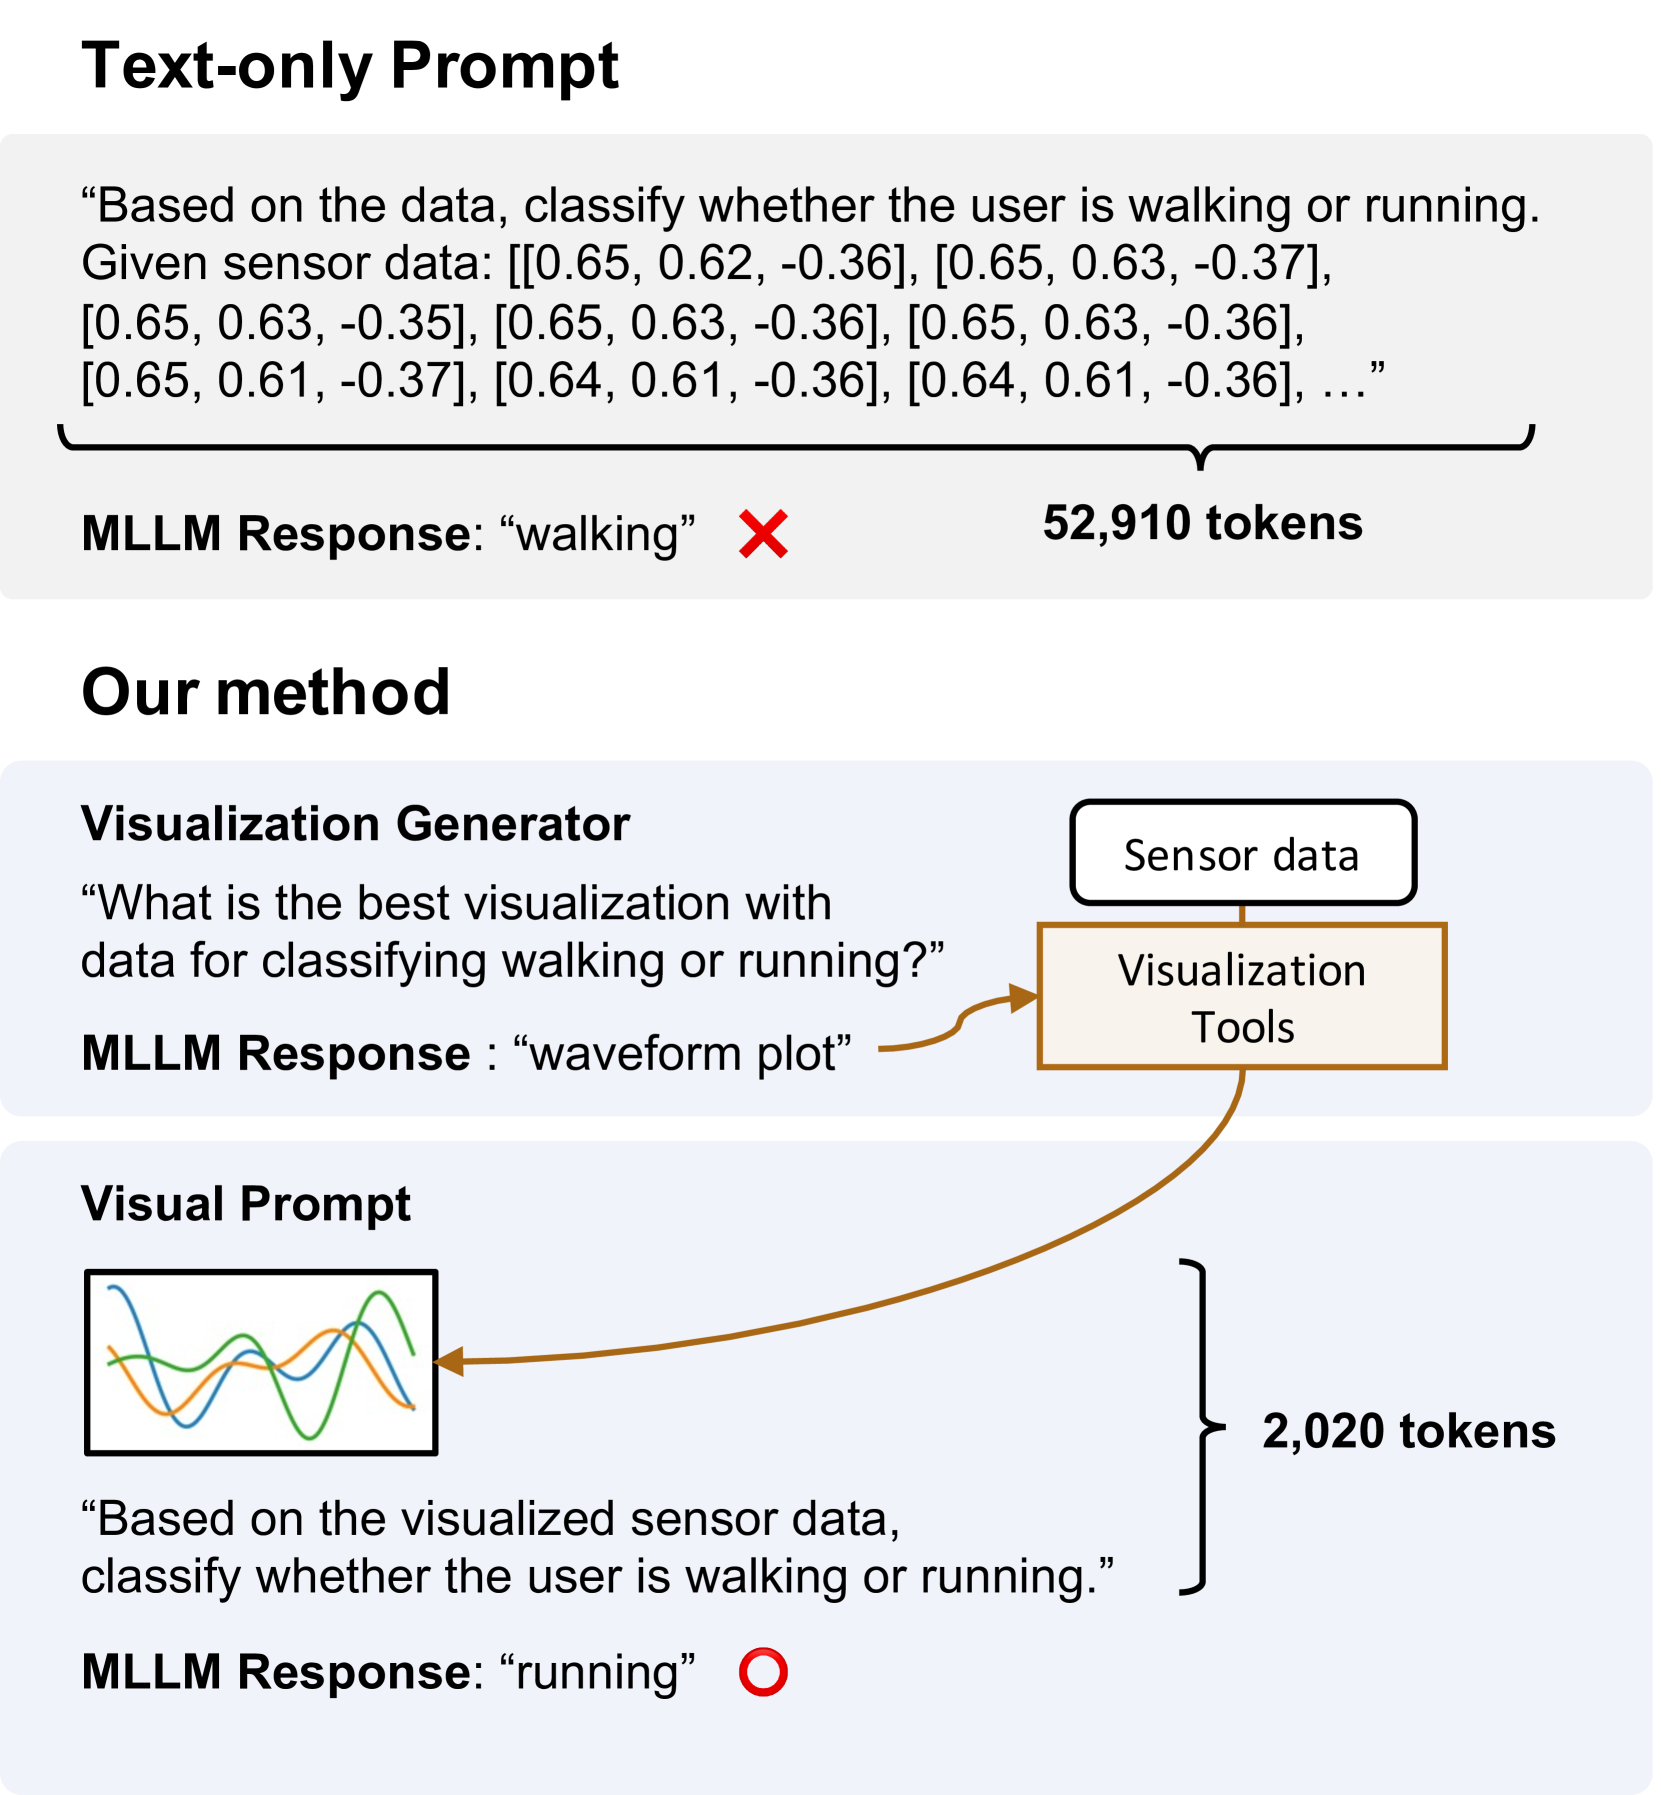 Text-only Prompt
“Based on the data, classify whether the user is walking or running.
Given sensor data: [[0.65, 0.62, -0.36], [0.65, 0.63, -0.37],
[0.65, 0.63, -0.35], [0.65, 0.63, -0.36], [0.65, 0.63, -0.36],
[0.65, 0.61, -0.37], [0.64, 0.61, -0.36], [0.64, 0.61, -0.36], …”
MLLM Response: “walking”
52,910 tokens
Our method
Visualization Generator
“What is the best visualization with
data for classifying walking or running?”
MLLM Response : “waveform plot”
Sensor data
Visualization
Tools
Visual Prompt
2,020 tokens
“Based on the visualized sensor data,
classify whether the user is walking or running.”
MLLM Response: “running”